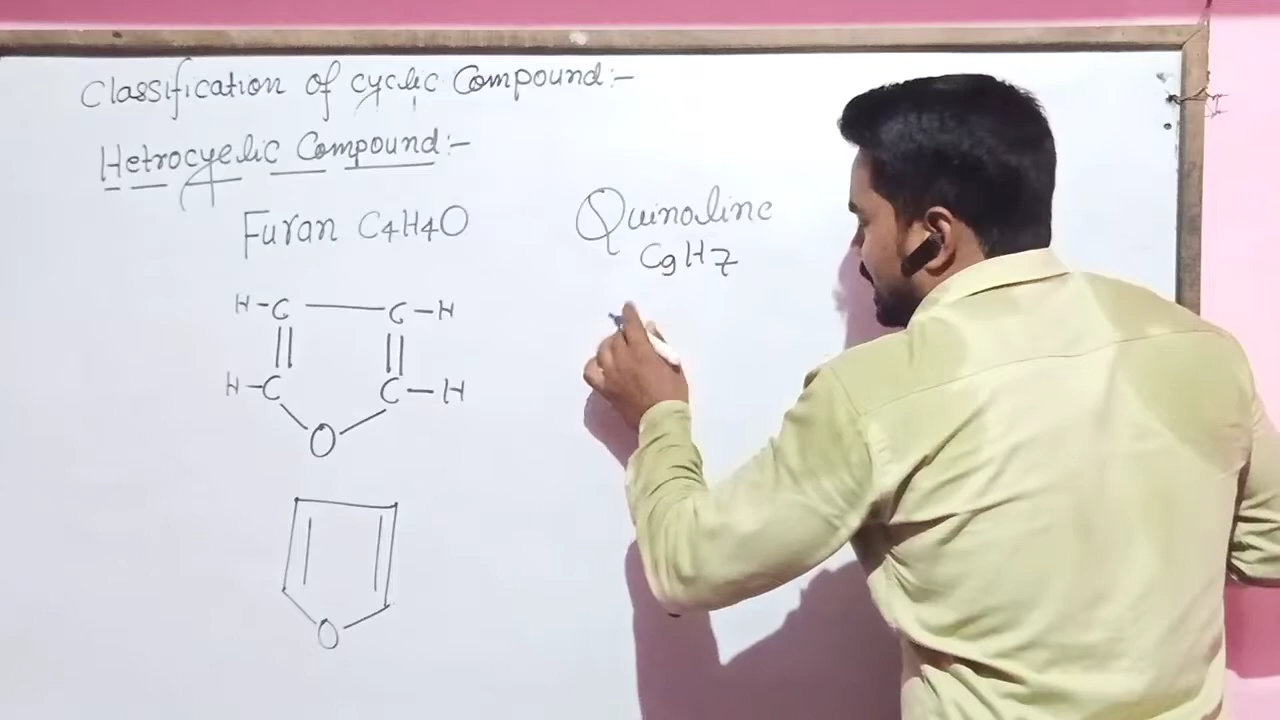 Classification of cyclic Compound:-
Hetrocyclic Compound:-
Furan C4H4O
Quinoline
C9H7
H-C — C-H
H-C C-H
O
O